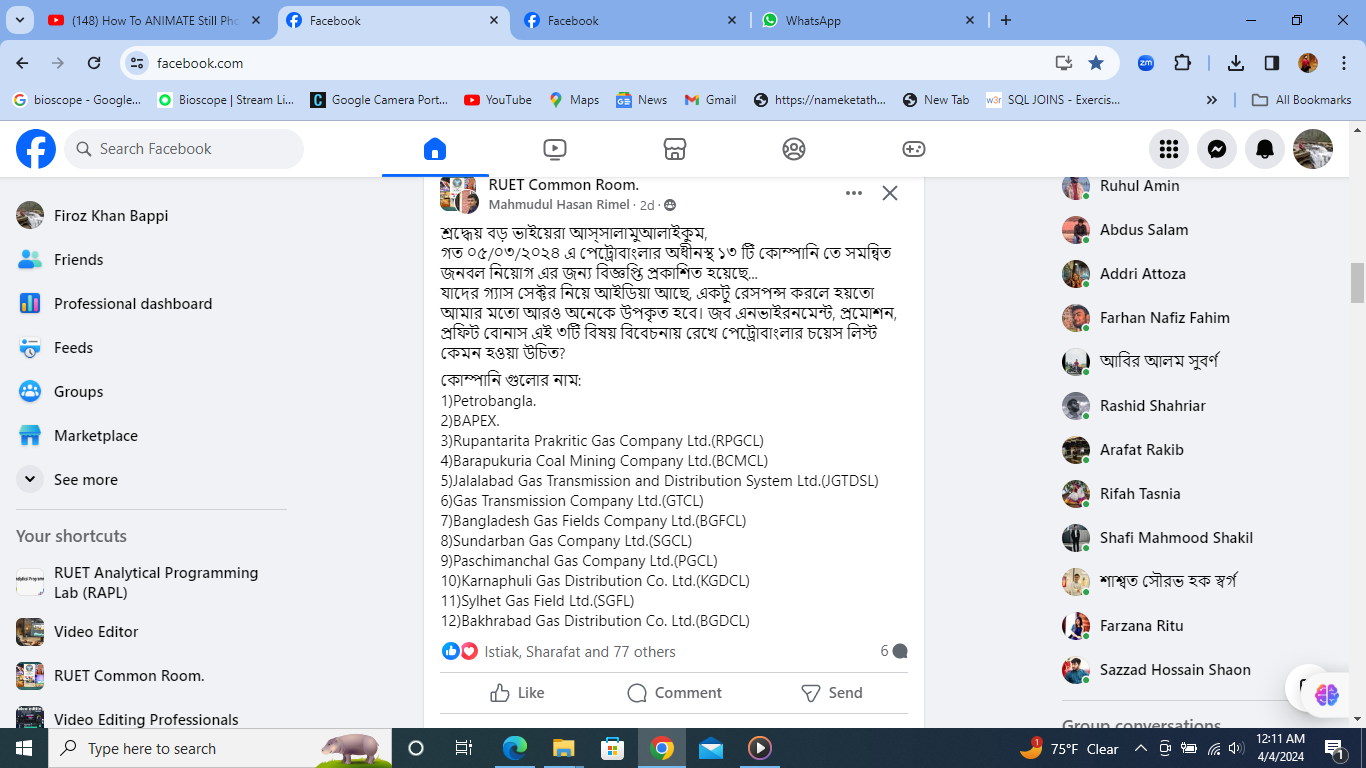 (148) How To ANIMATE Still Pho
Facebook
Facebook
WhatsApp
facebook.com
zm
bioscope - Google...
Bioscope | Stream Li...
Google Camera Port...
YouTube
Maps
News
Gmail
https://nameketath...
New Tab
w3r
SQL JOINS - Exercis...
All Bookmarks
Search Facebook
Firoz Khan Bappi
Friends
Professional dashboard
Feeds
Groups
Marketplace
See more
Your shortcuts
RUET Analytical Programming
Lab (RAPL)
Video Editor
RUET Common Room.
Video Editing Professionals
RUET Common Room.
Mahmudul Hasan Rimel · 2d ·
শ্রদ্ধেয় বড় ভাইয়েরা আস্সালামুআলাইকুম,
গত ০৫/০৩/২০২৪ এ পেট্রোবাংলার অধীনস্থ ১৩ টি কোম্পানি তে সমন্বিত
জনবল নিয়োগ এর জন্য বিজ্ঞপ্তি প্রকাশিত হয়েছে...
যাদের গ্যাস সেক্টর নিয়ে আইডিয়া আছে, একটু রেসপন্স করলে হয়তো
আমার মতো আরও অনেকে উপকৃত হবে। জব এনভাইরনমেন্ট, প্রমোশন,
প্রফিট বোনাস এই ৩টি বিষয় বিবেচনায় রেখে পেট্রোবাংলার চয়েস লিস্ট
কেমন হওয়া উচিত?
কোম্পানি গুলোর নাম:
1)Petrobangla.
2)BAPEX.
3)Rupantarita Prakritic Gas Company Ltd.(RPGCL)
4)Barapukuria Coal Mining Company Ltd.(BCMCL)
5)Jalalabad Gas Transmission and Distribution System Ltd.(JGTDSL)
6)Gas Transmission Company Ltd.(GTCL)
7)Bangladesh Gas Fields Company Ltd.(BGFCL)
8)Sundarban Gas Company Ltd.(SGCL)
9)Paschimanchal Gas Company Ltd.(PGCL)
10)Karnaphuli Gas Distribution Co. Ltd.(KGDCL)
11)Sylhet Gas Field Ltd.(SGFL)
12)Bakhrabad Gas Distribution Co. Ltd.(BGDCL)
Istiak, Sharafat and 77 others
6
Like
Comment
Send
Ruhul Amin
Abdus Salam
Addri Attoza
Farhan Nafiz Fahim
আবির আলম সুবর্ণ
Rashid Shahriar
Arafat Rakib
Rifah Tasnia
Shafi Mahmood Shakil
শাশ্বত সৌরভ হক স্বর্গ
Farzana Ritu
Sazzad Hossain Shaon
Group conversations
Type here to search
1
75°F Clear
12:11 AM
4/4/2024
1